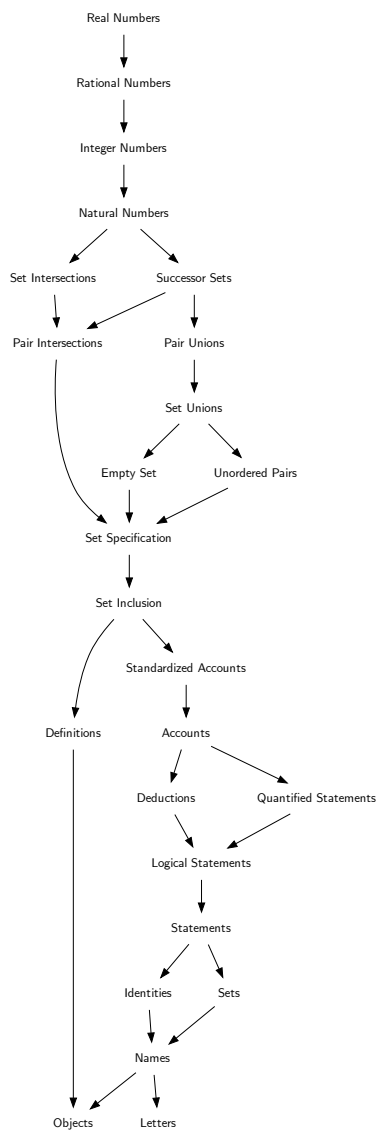 Real Numbers
Rational Numbers
Integer Numbers
Natural Numbers
Set Intersections
Successor Sets
Pair Intersections
Pair Unions
Set Unions
Empty Set
Unordered Pairs
Set Specification
Set Inclusion
Standardized Accounts
Definitions
Accounts
Deductions
Quantified Statements
Logical Statements
Statements
Identities
Sets
Names
Objects
Letters